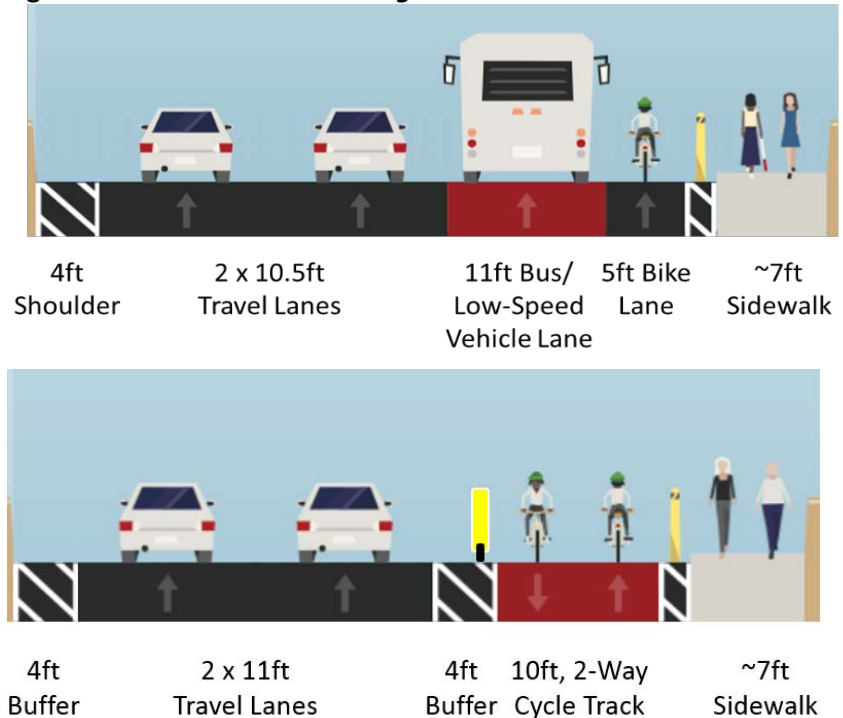 4ft 2 x 10.5ft 11ft Bus/ 5ft Bike ~7ft
Shoulder Travel Lanes Low-Speed Lane Sidewalk
Vehicle Lane
4ft 2 x 11ft 4ft 10ft, 2-Way ~7ft
Buffer Travel Lanes Buffer Cycle Track Sidewalk